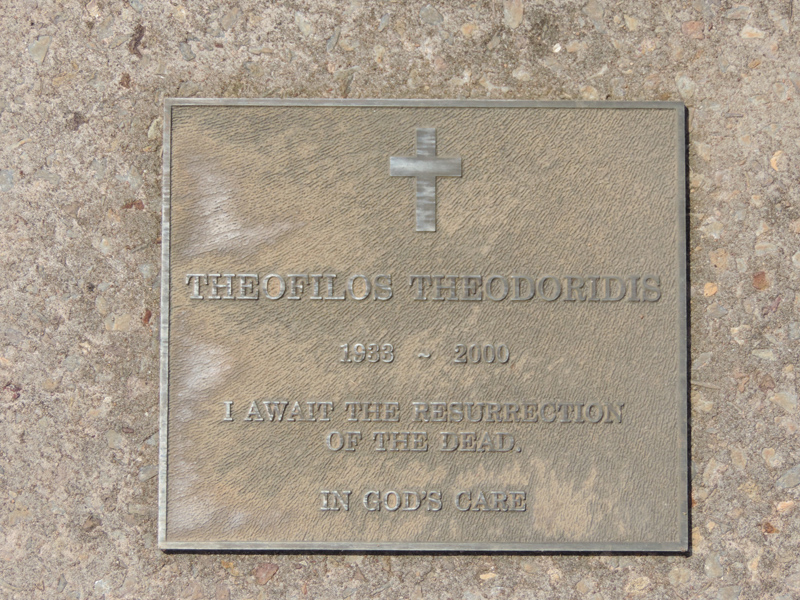 THEOFILOS THEODORIDIS
1933 ~ 2000
I AWAIT THE RESURRECTION
OF THE DEAD.
IN GOD'S CARE